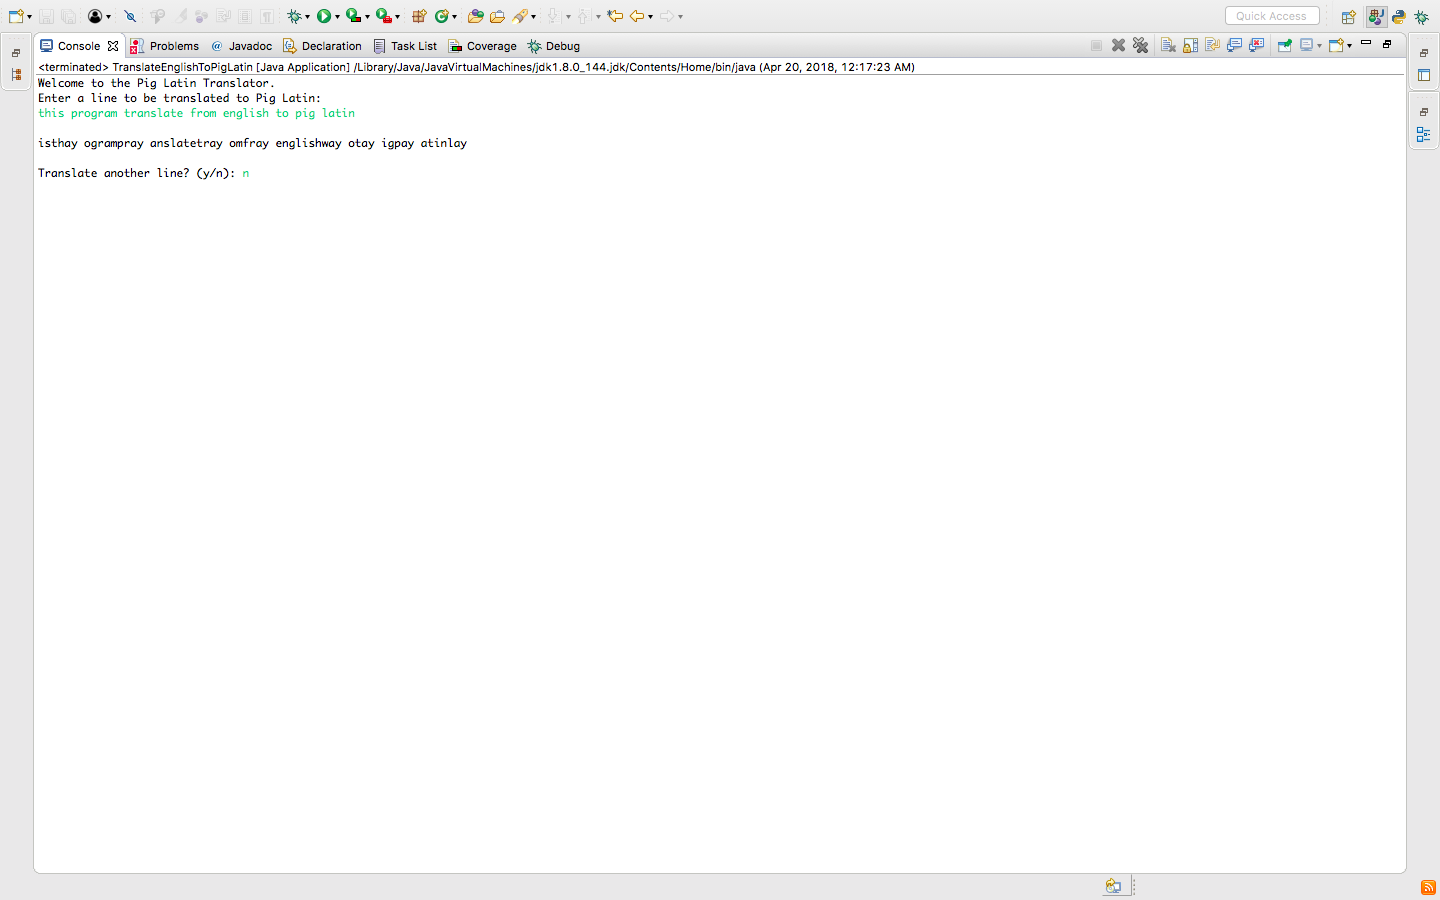 Quick Access
Console Problems @ Javadoc Declaration Task List Coverage Debug
<terminated> TranslateEnglishToPigLatin [Java Application] /Library/Java/JavaVirtualMachines/jdk1.8.0_144.jdk/Contents/Home/bin/java (Apr 20, 2018, 12:17:23 AM)
Welcome to the Pig Latin Translator.
Enter a line to be translated to Pig Latin:
this program translate from english to pig latin
isthay ogrampray anslatetray omfray englishway otay igpay atinlay
Translate another line? (y/n): n